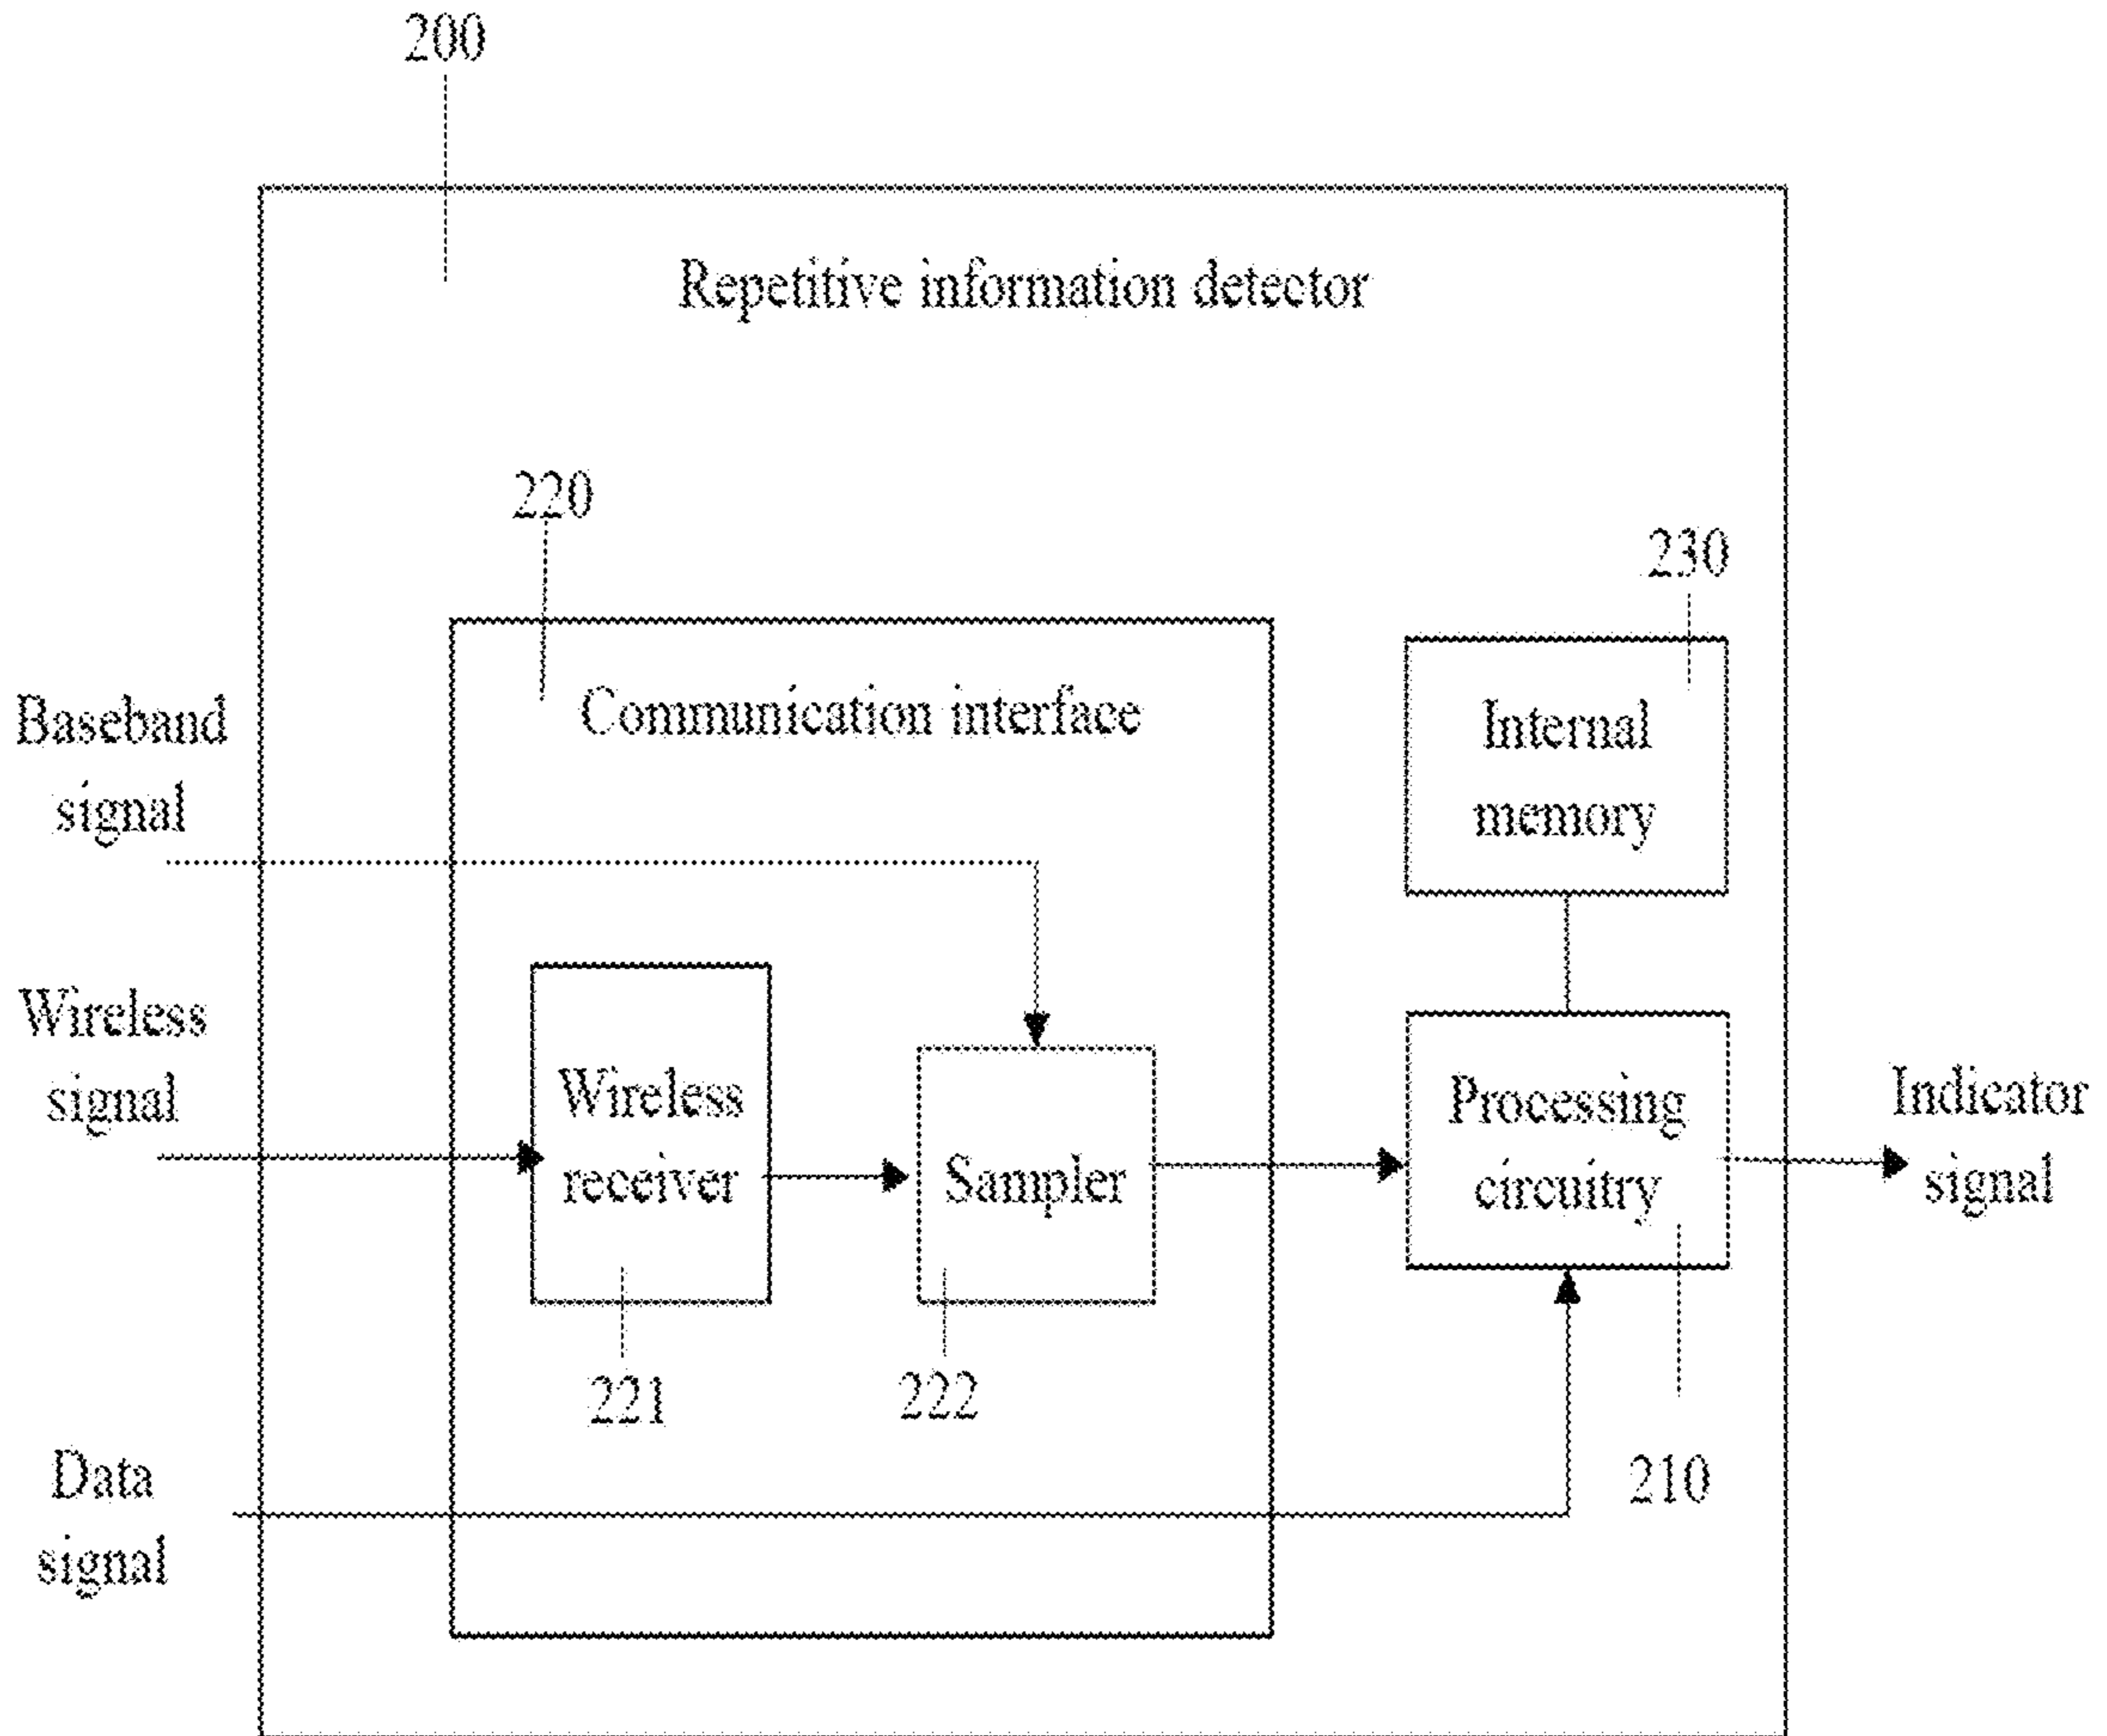 200
Repetitive information detector
220
230
Communication interface
Internal
memory
Baseband
signal
Wireless
signal
Wireless
receiver
Sampler
Processing
circuitry
Indicator
signal
221
222
210
Data
signal